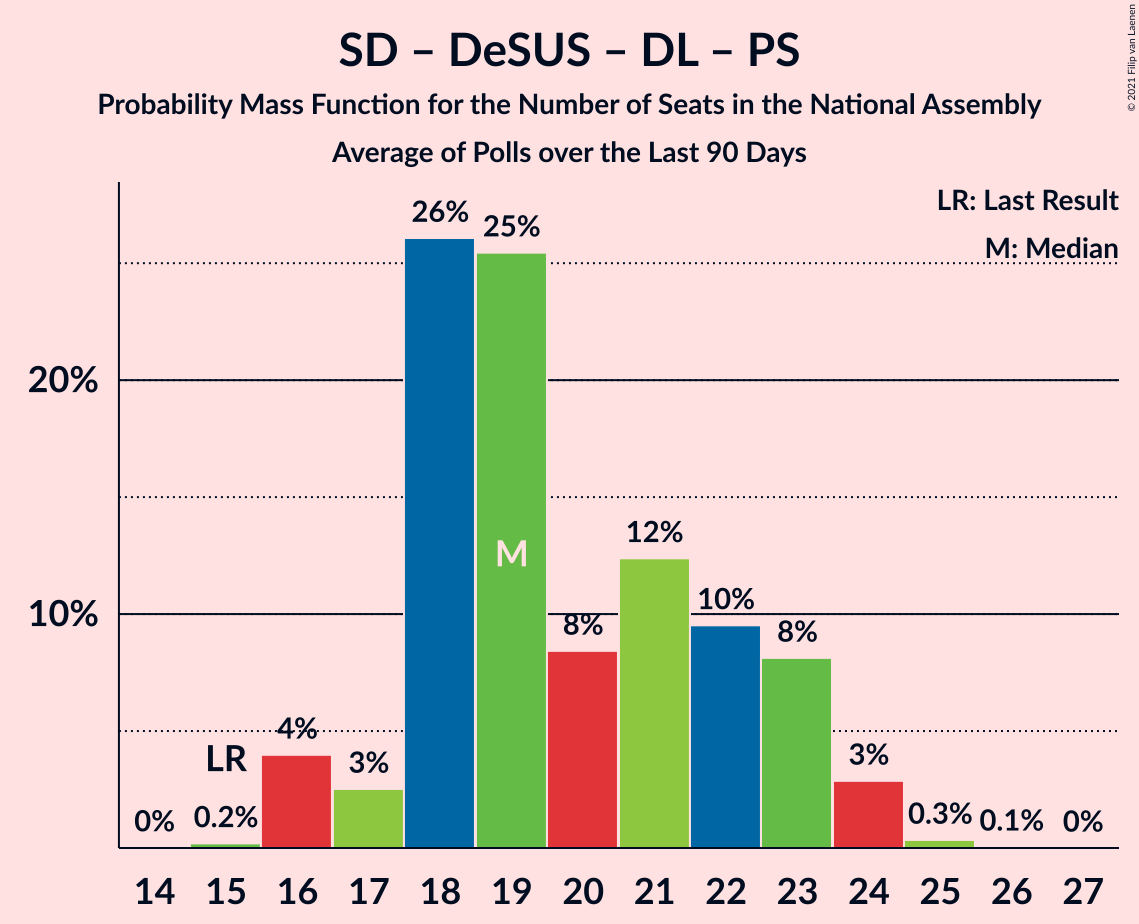 SD – DeSUS – DL – PS
Probability Mass Function for the Number of Seats in the National Assembly
Average of Polls over the Last 90 Days
© 2021 Filip van Laenen
LR: Last Result
M: Median
26%
25%
20%
12%
M
10%
10%
8%
8%
4%
LR
3%
3%
0%
0.2%
0.3%
0.1%
0%
14 15 16 17 18 19 20 21 22 23 24 25 26 27